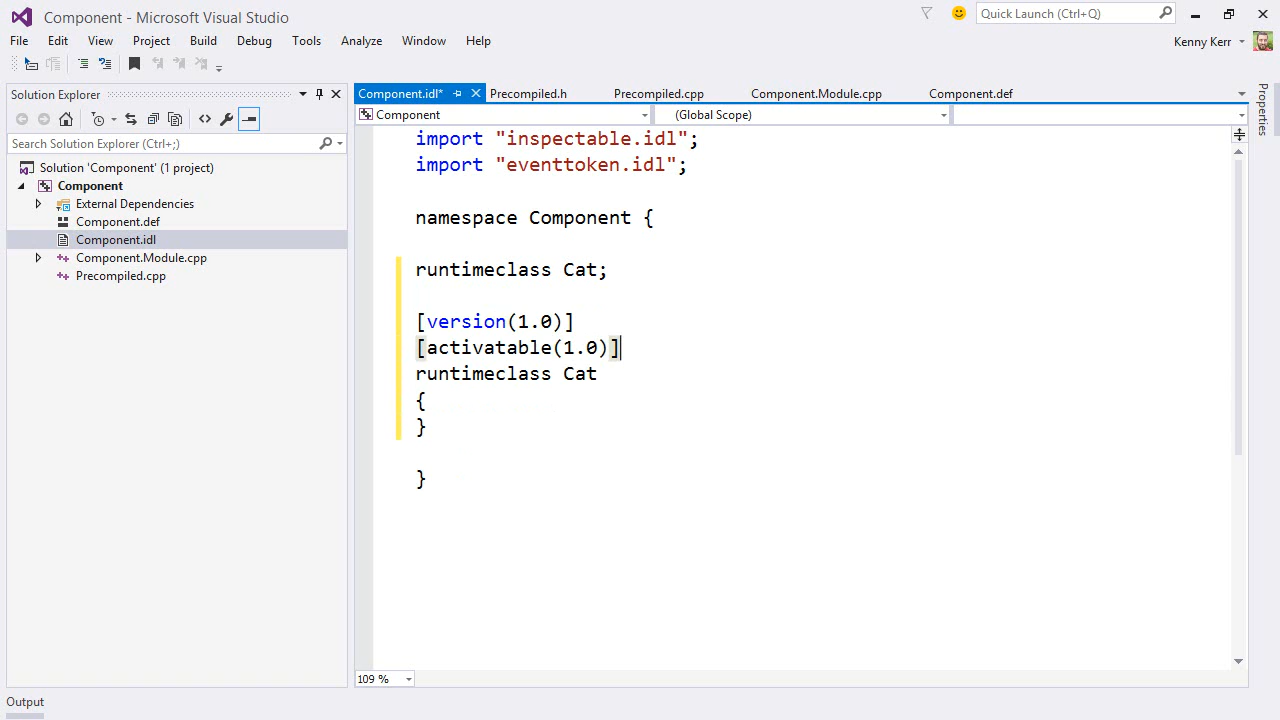 Component - Microsoft Visual Studio
Quick Launch (Ctrl+Q)
File Edit View Project Build Debug Tools Analyze Window Help
Kenny Kerr
Solution Explorer
Search Solution Explorer (Ctrl+;)
Solution 'Component' (1 project)
Component
External Dependencies
Component.def
Component.idl
Component.Module.cpp
Precompiled.cpp
Component.idl* Precompiled.h Precompiled.cpp Component.Module.cpp Component.def
Component (Global Scope)
import "inspectable.idl";
import "eventtoken.idl";
namespace Component {
runtimeclass Cat;
[version(1.0)]
[activatable(1.0)]
runtimeclass Cat
{
}
}
109 %
Properties
Output